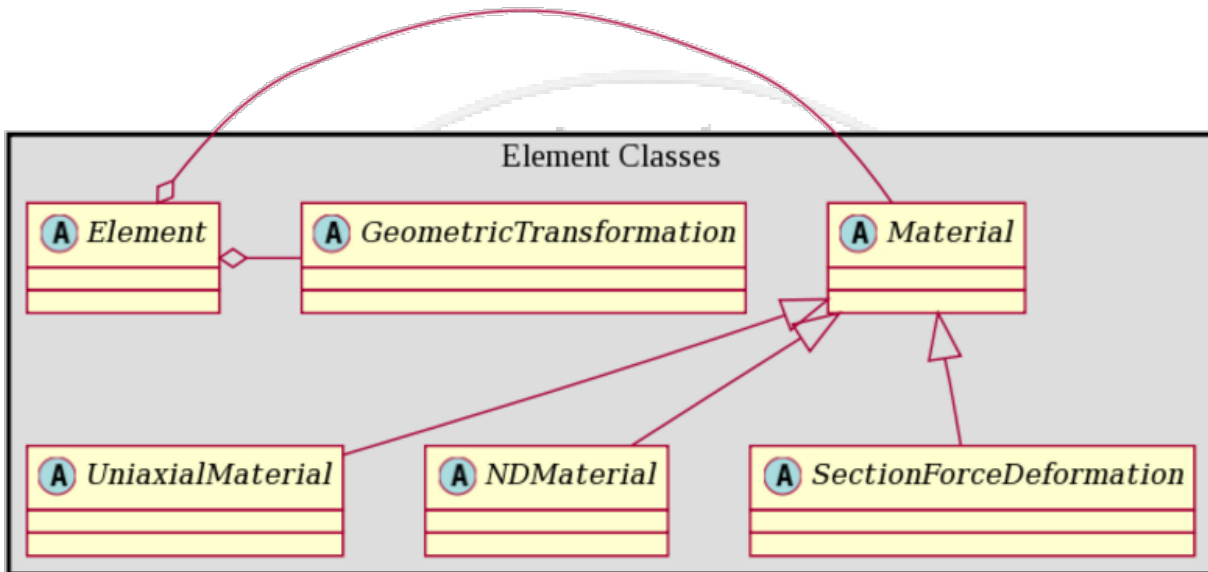 Element Classes
A Element
A GeometricTransformation
A Material
A UniaxialMaterial
A NDMaterial
A SectionForceDeformation